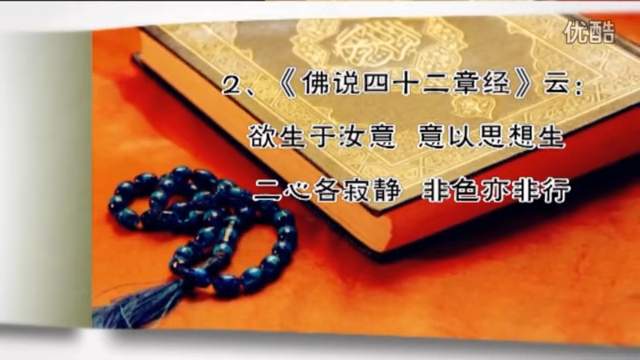 优酷
2、《佛说四十二章经》云：
欲生于汝意 意以思想生
二心各寂静 非色亦非行